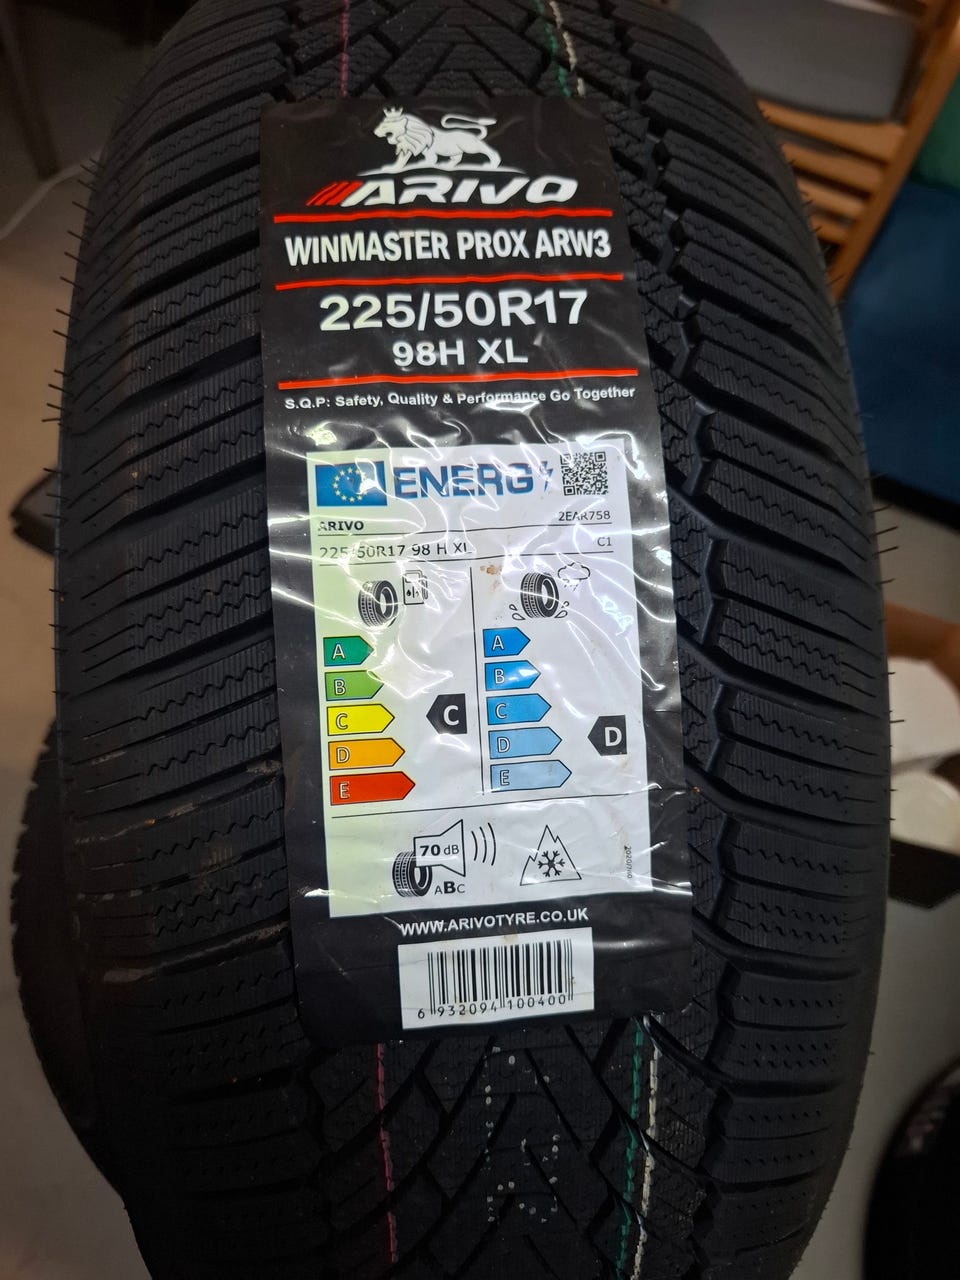 ARIVO
WINMASTER PROX ARW3
225/50R17
98H XL
S.Q.P: Safety, Quality & Performance Go Together
ENERG
ARIVO 2EAR758
225/50R17 98 H XL C1
A A
B B
C C C
D D D
E E
70 dB
ABC
2020/740
WWW.ARIVOTYRE.CO.UK
6 932094 100400